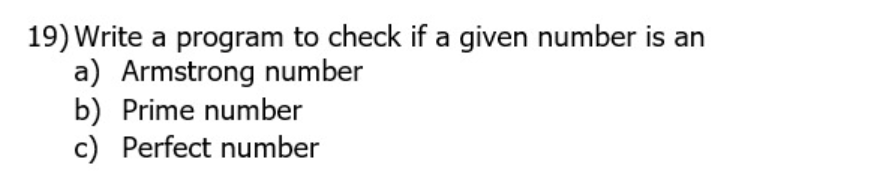 19) Write a program to check if a given number is an
a) Armstrong number
b) Prime number
c) Perfect number